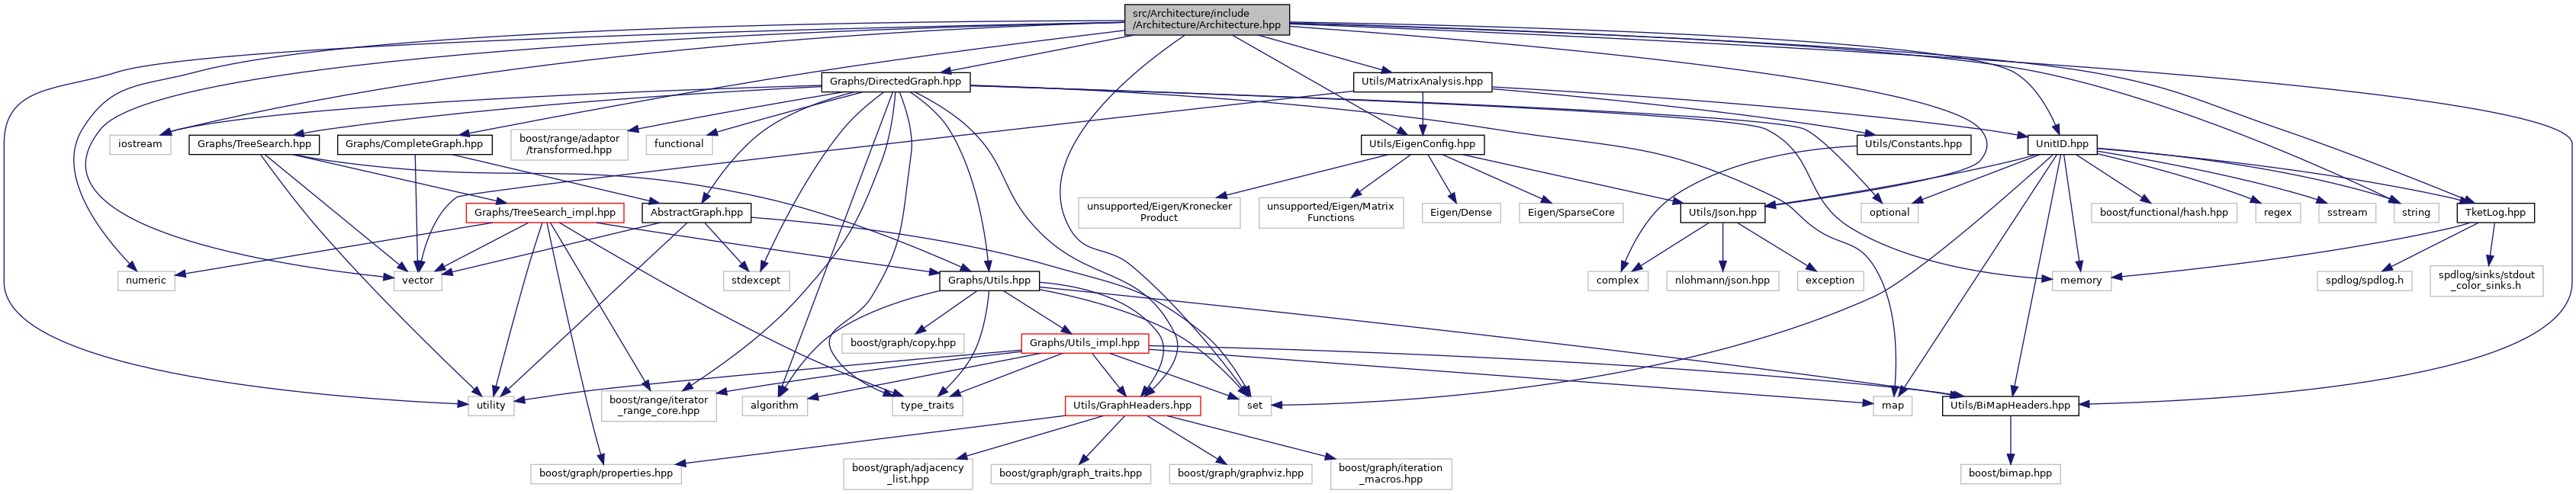 src/Architecture/include
/Architecture/Architecture.hpp
Graphs/DirectedGraph.hpp
Utils/MatrixAnalysis.hpp
iostream
Graphs/TreeSearch.hpp
Graphs/CompleteGraph.hpp
boost/range/adaptor
/transformed.hpp
functional
Utils/EigenConfig.hpp
Utils/Constants.hpp
UnitID.hpp
Graphs/TreeSearch_impl.hpp
AbstractGraph.hpp
unsupported/Eigen/Kronecker
Product
unsupported/Eigen/Matrix
Functions
Eigen/Dense
Eigen/SparseCore
Utils/Json.hpp
optional
boost/functional/hash.hpp
regex
sstream
string
TketLog.hpp
numeric
vector
stdexcept
Graphs/Utils.hpp
complex
nlohmann/json.hpp
exception
memory
spdlog/spdlog.h
spdlog/sinks/stdout
_color_sinks.h
boost/graph/copy.hpp
Graphs/Utils_impl.hpp
utility
boost/range/iterator
_range_core.hpp
algorithm
type_traits
Utils/GraphHeaders.hpp
set
map
Utils/BiMapHeaders.hpp
boost/graph/properties.hpp
boost/graph/adjacency
_list.hpp
boost/graph/graph_traits.hpp
boost/graph/graphviz.hpp
boost/graph/iteration
_macros.hpp
boost/bimap.hpp